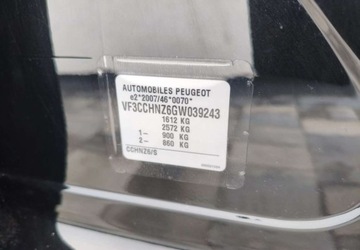 AUTOMOBILES PEUGEOT
e2*2007/46*0070*
VF3CCHNZ6GW039243
1612 KG
2572 KG
1- 900 KG
2- 860 KG
CCHNZ6/S